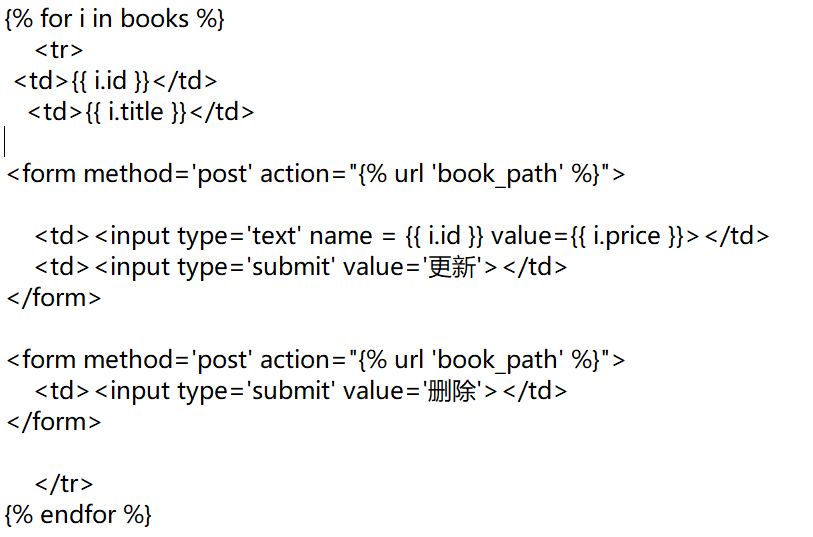 {% for i in books %}
<tr>
<td>{{ i.id }}</td>
<td>{{ i.title }}</td>
<form method='post' action="{% url 'book_path' %}">
<td><input type='text' name = {{ i.id }} value={{ i.price }}></td>
<td><input type='submit' value='更新'></td>
</form>
<form method='post' action="{% url 'book_path' %}">
<td><input type='submit' value='删除'></td>
</form>
</tr>
{% endfor %}